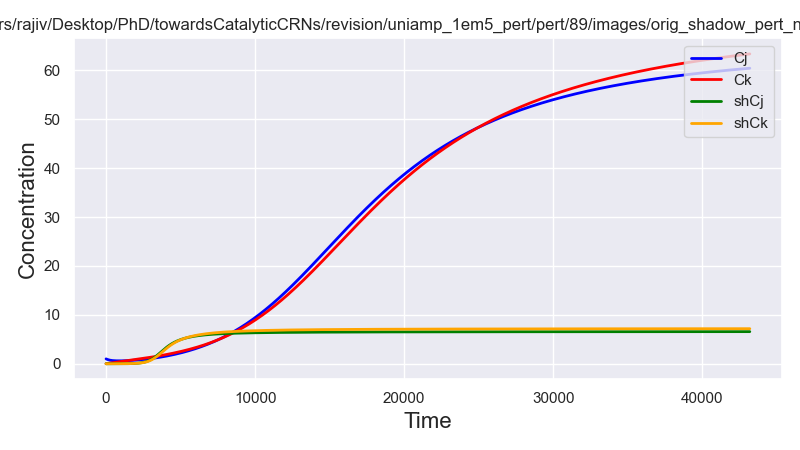 rs/rajiv/Desktop/PhD/towardsCatalyticCRNs/revision/uniamp_1em5_pert/pert/89/images/orig_shadow_pert_n
Cj
Ck
shCj
shCk
60
50
40
30
20
10
0
Concentration
0
10000
20000
30000
40000
Time